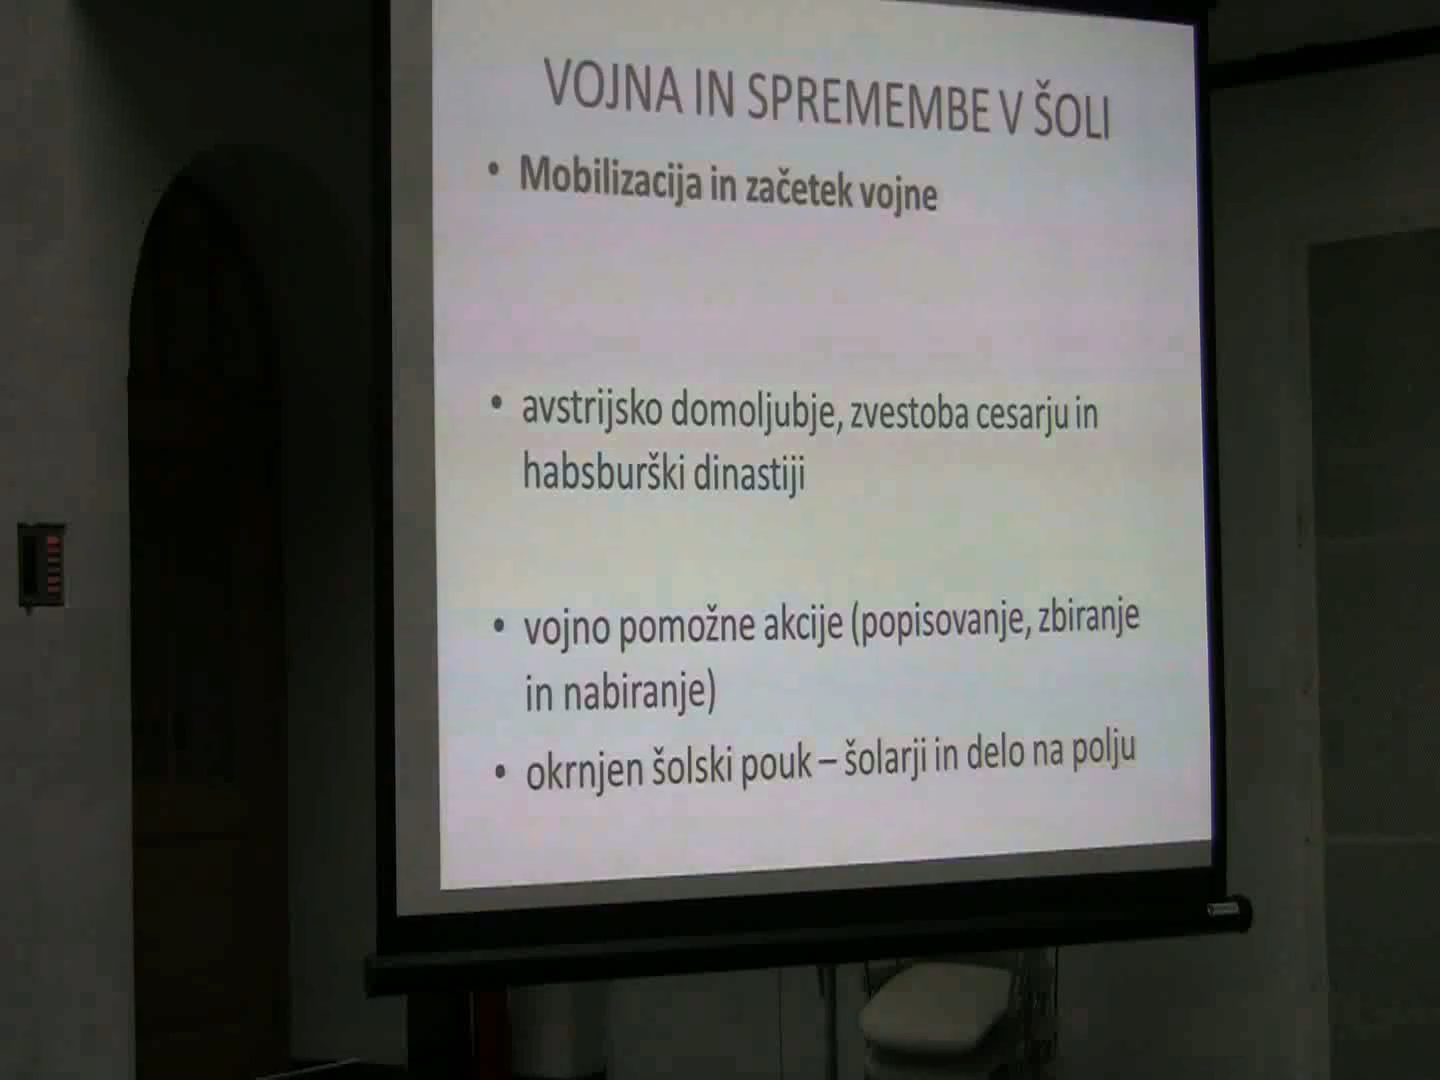 VOJNA IN SPREMEMBE V ŠOLI
• Mobilizacija in začetek vojne
• avstrijsko domoljubje, zvestoba cesarju in
habsburški dinastiji
• vojno pomožne akcije (popisovanje, zbiranje
in nabiranje)
• okrnjen šolski pouk – šolarji in delo na polju